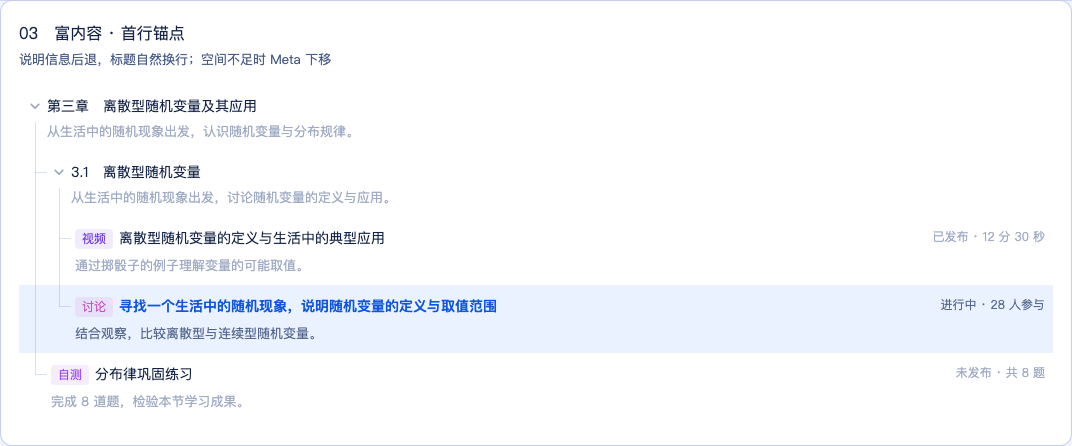 03 富内容 · 首行锚点
说明信息后退，标题自然换行；空间不足时 Meta 下移
第三章 离散型随机变量及其应用
从生活中的随机现象出发，认识随机变量与分布规律。
3.1 离散型随机变量
从生活中的随机现象出发，讨论随机变量的定义与应用。
视频 离散型随机变量的定义与生活中的典型应用 已发布 · 12 分 30 秒
通过掷骰子的例子理解变量的可能取值。
讨论 寻找一个生活中的随机现象，说明随机变量的定义与取值范围 进行中 · 28 人参与
结合观察，比较离散型与连续型随机变量。
自测 分布律巩固练习 未发布 · 共 8 题
完成 8 道题，检验本节学习成果。